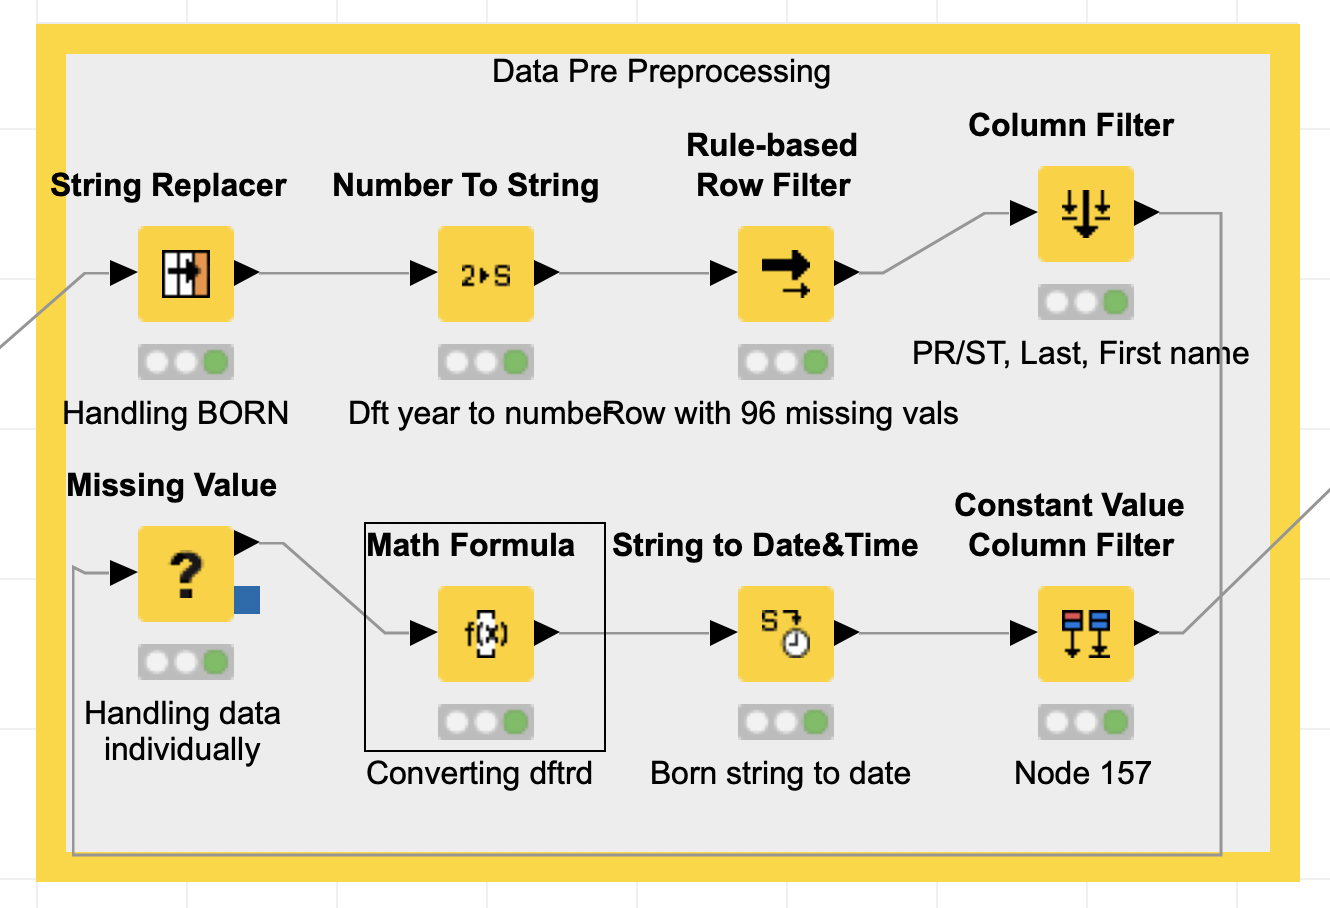 Data Pre Preprocessing
Column Filter
Rule-based
Row Filter
String Replacer
Number To String
2 S
PR/ST, Last, First name
Handling BORN
Dft year to number
Row with 96 missing vals
Missing Value
Constant Value
Column Filter
Math Formula
String to Date&Time
?
f(x)
S
Handling data
individually
Converting dftrd
Born string to date
Node 157